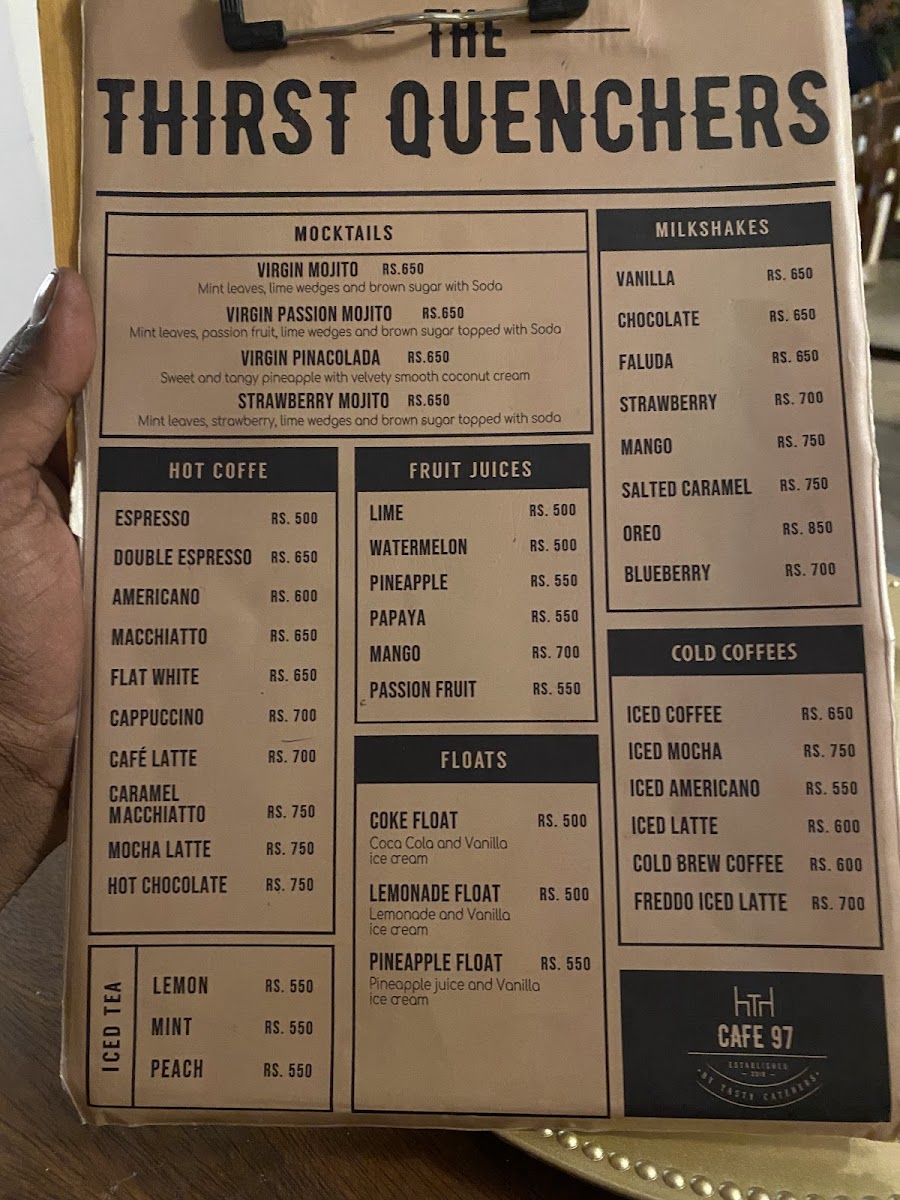 THE
THIRST QUENCHERS
MOCKTAILS
VIRGIN MOJITO RS.650
Mint leaves, lime wedges and brown sugar with Soda
VIRGIN PASSION MOJITO RS.650
Mint leaves, passion fruit, lime wedges and brown sugar topped with Soda
VIRGIN PINACOLADA RS.650
Sweet and tangy pineapple with velvety smooth coconut cream
STRAWBERRY MOJITO RS.650
Mint leaves, strawberry, lime wedges and brown sugar topped with soda
MILKSHAKES
VANILLA RS. 650
CHOCOLATE RS. 650
FALUDA RS. 650
STRAWBERRY RS. 700
MANGO RS. 750
SALTED CARAMEL RS. 750
OREO RS. 850
BLUEBERRY RS. 700
HOT COFFE
ESPRESSO RS. 500
DOUBLE ESPRESSO RS. 650
AMERICANO RS. 600
MACCHIATTO RS. 650
FLAT WHITE RS. 650
CAPPUCCINO RS. 700
CAFÉ LATTE RS. 700
CARAMEL
MACCHIATTO RS. 750
MOCHA LATTE RS. 750
HOT CHOCOLATE RS. 750
FRUIT JUICES
LIME RS. 500
WATERMELON RS. 500
PINEAPPLE RS. 550
PAPAYA RS. 550
MANGO RS. 700
PASSION FRUIT RS. 550
COLD COFFEES
ICED COFFEE RS. 650
ICED MOCHA RS. 750
ICED AMERICANO RS. 550
ICED LATTE RS. 600
COLD BREW COFFEE RS. 600
FREDDO ICED LATTE RS. 700
FLOATS
COKE FLOAT RS. 500
Coca Cola and Vanilla
ice cream
LEMONADE FLOAT RS. 500
Lemonade and Vanilla
ice cream
PINEAPPLE FLOAT RS. 550
Pineapple juice and Vanilla
ice cream
ICED TEA
LEMON RS. 550
MINT RS. 550
PEACH RS. 550
CAFE 97
ESTABLISHED
BY TASTY CATERERS